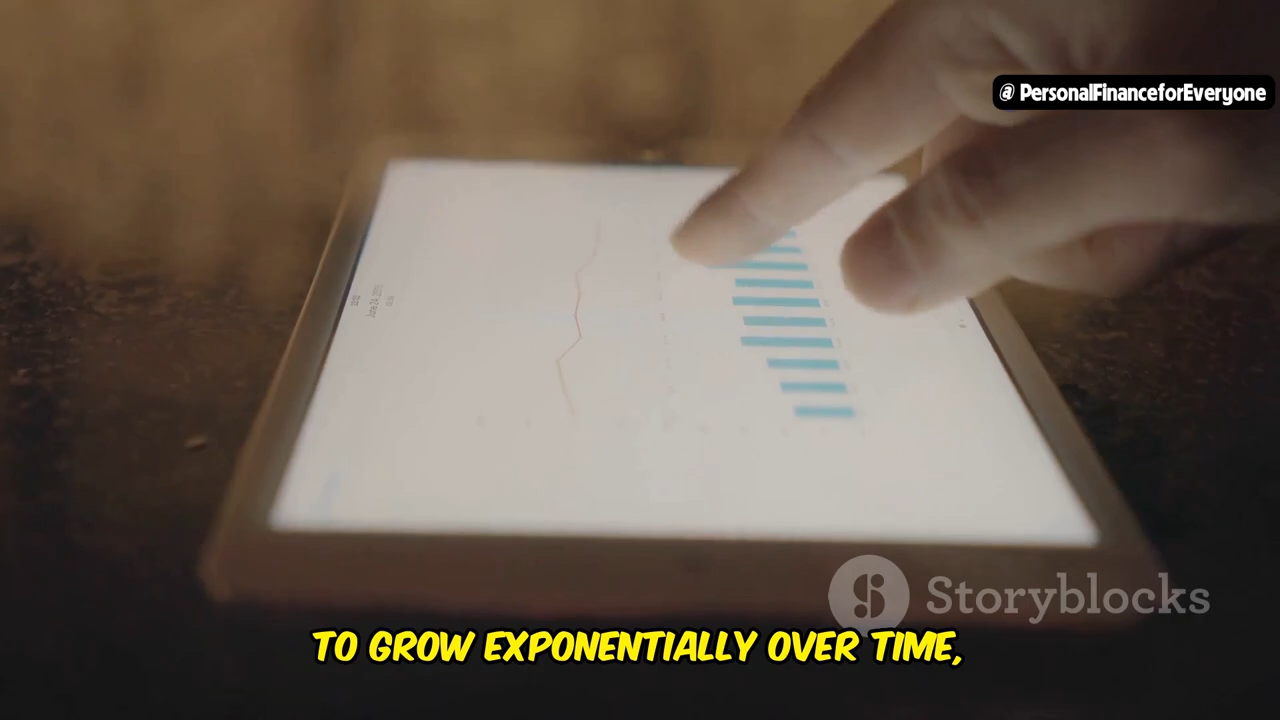 @ PersonalFinanceforEveryone
Storyblocks
TO GROW EXPONENTIALLY OVER TIME,